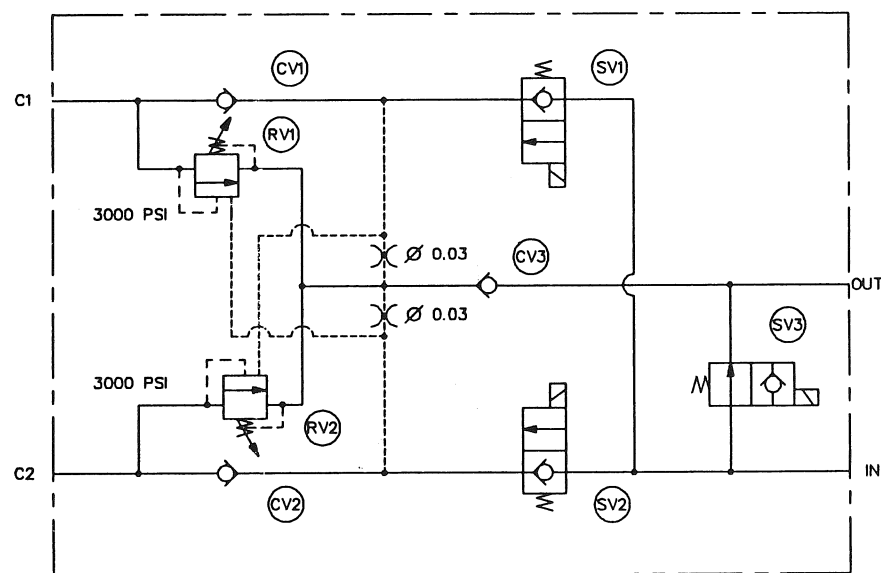 CV1
SV1
C1
RV1
3000 PSI
Ø 0.03
CV3
OUT
Ø 0.03
SV3
3000 PSI
RV2
C2
IN
CV2
SV2